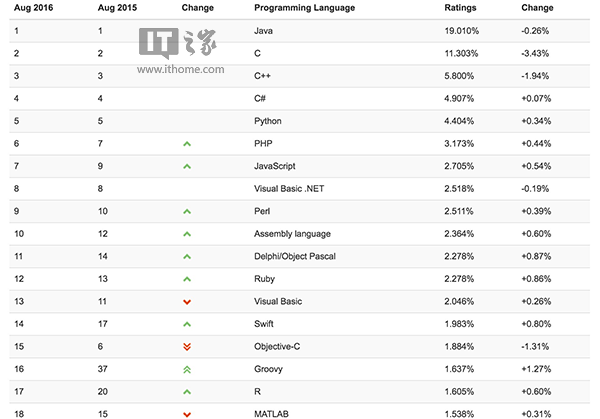 Aug 2016 Aug 2015 Change Programming Language Ratings Change
1 1 Java 19.010% -0.26%
IT之家
2 2 C 11.303% -3.43%
www.ithome.com
3 3 C++ 5.800% -1.94%
4 4 C# 4.907% +0.07%
5 5 Python 4.404% +0.34%
6 7 PHP 3.173% +0.44%
7 9 JavaScript 2.705% +0.54%
8 8 Visual Basic .NET 2.518% -0.19%
9 10 Perl 2.511% +0.39%
10 12 Assembly language 2.364% +0.60%
11 14 Delphi/Object Pascal 2.278% +0.87%
12 13 Ruby 2.278% +0.86%
13 11 Visual Basic 2.046% +0.26%
14 17 Swift 1.983% +0.80%
15 6 Objective-C 1.884% -1.31%
16 37 Groovy 1.637% +1.27%
17 20 R 1.605% +0.60%
18 15 MATLAB 1.538% +0.31%